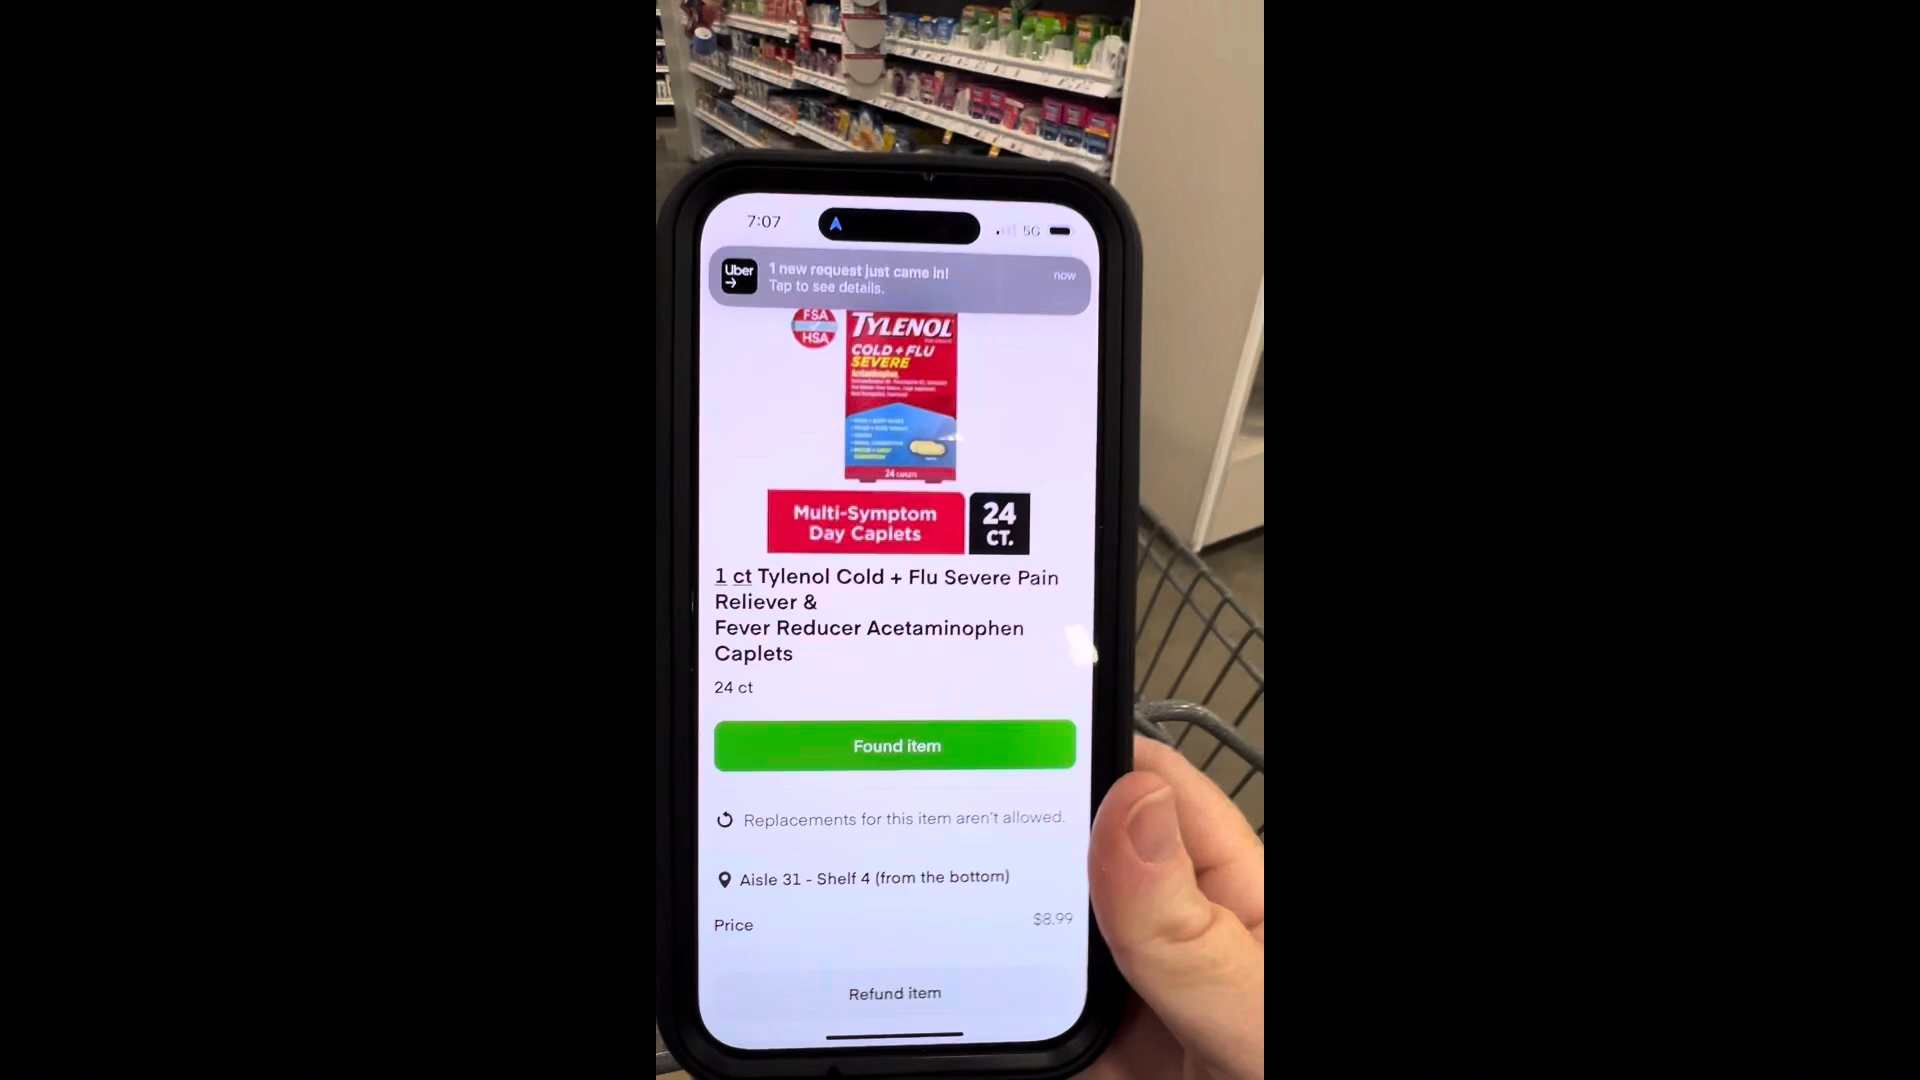 7:07
5G
Uber
1 new request just came in!
now
Tap to see details.
FSA
HSA
TYLENOL
COLD + FLU
SEVERE
Acetaminophen
24 CAPLETS
Multi-Symptom
Day Caplets
24
CT.
1 ct Tylenol Cold + Flu Severe Pain
Reliever &
Fever Reducer Acetaminophen
Caplets
24 ct
Found item
Replacements for this item aren't allowed.
Aisle 31 - Shelf 4 (from the bottom)
Price
$8.99
Refund item